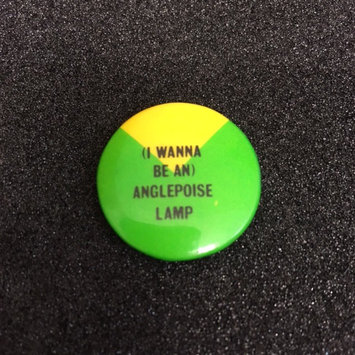 (I WANNA
BE AN)
ANGLEPOISE
LAMP